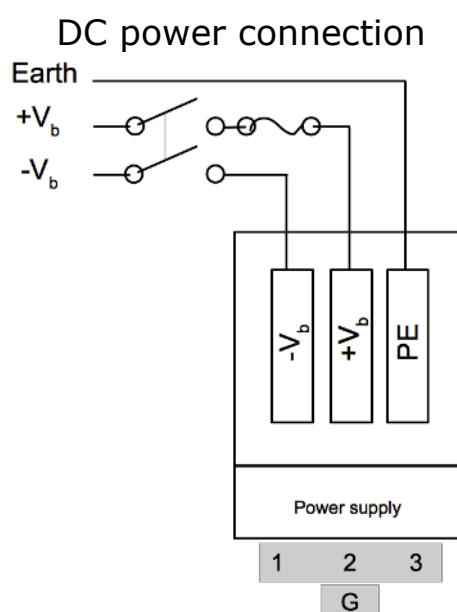 DC power connection
Earth
+Vb
-Vb
-Vb
+Vb
PE
Power supply
1 2 3
G